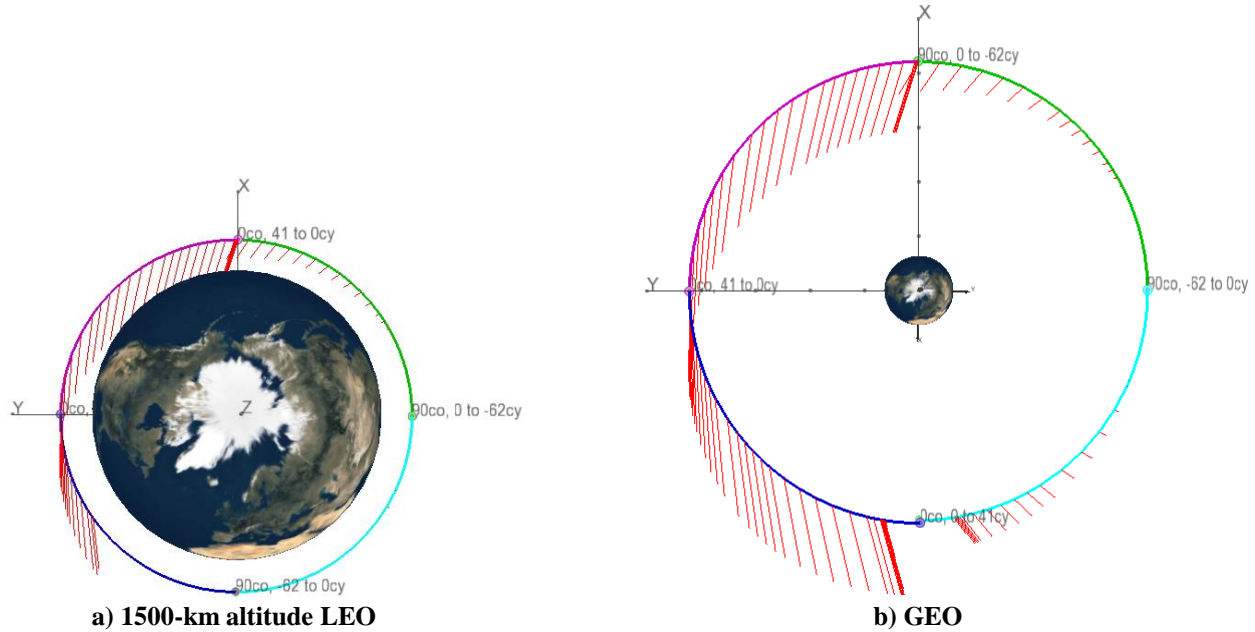 X
0co, 41 to 0cy
Y
0co,
Z
90co, 0 to -62cy
90co, -62 to 0cy
a) 1500-km altitude LEO
X
90co, 0 to -62cy
Y
0co, 41 to 0cy
Y
90co, -62 to 0cy
X
0co, 0 to 41cy
b) GEO